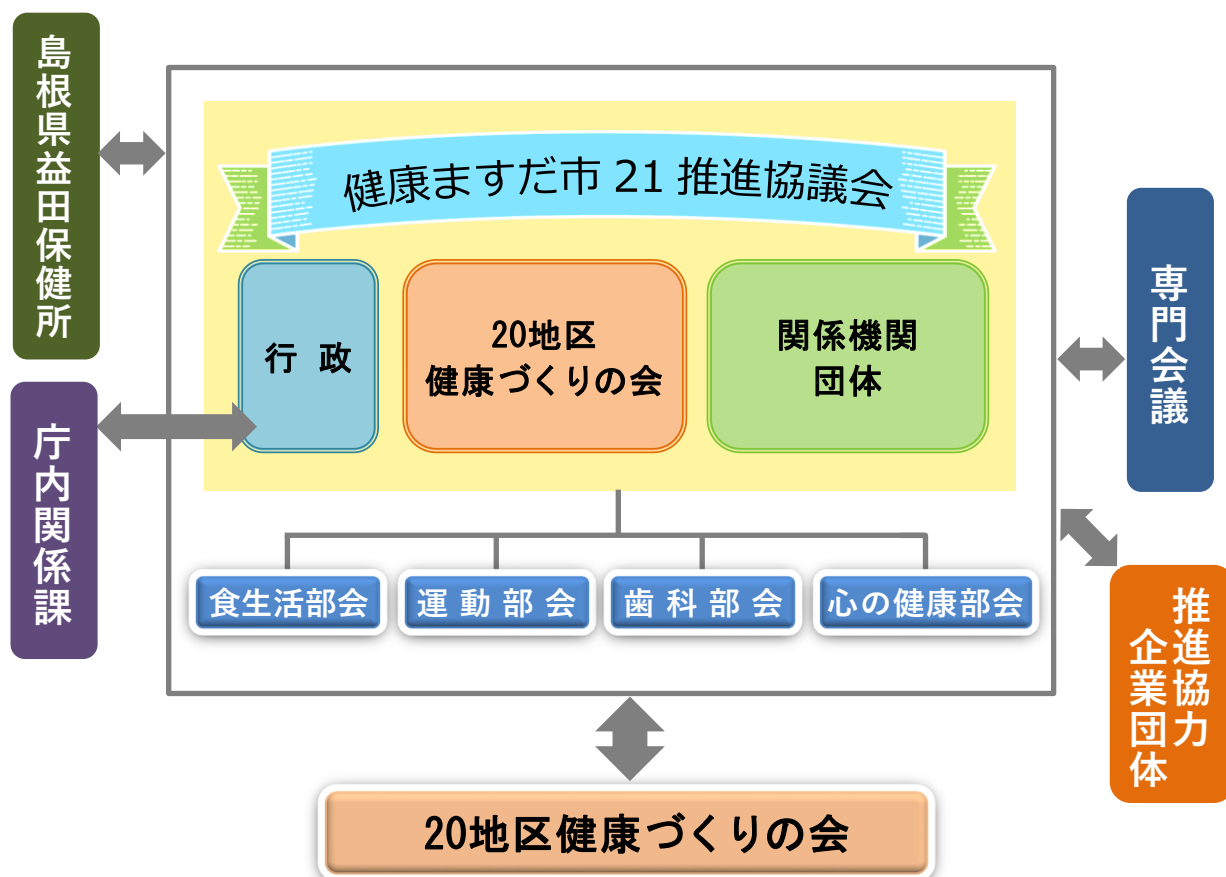 島根県益田保健所
健康ますだ市 21 推進協議会
行 政
20地区
健康づくりの会
関係機関
団体
専門会議
庁内関係課
食生活部会
運 動 部 会
歯 科 部 会
心の健康部会
推進協力
企業団体
20地区健康づくりの会